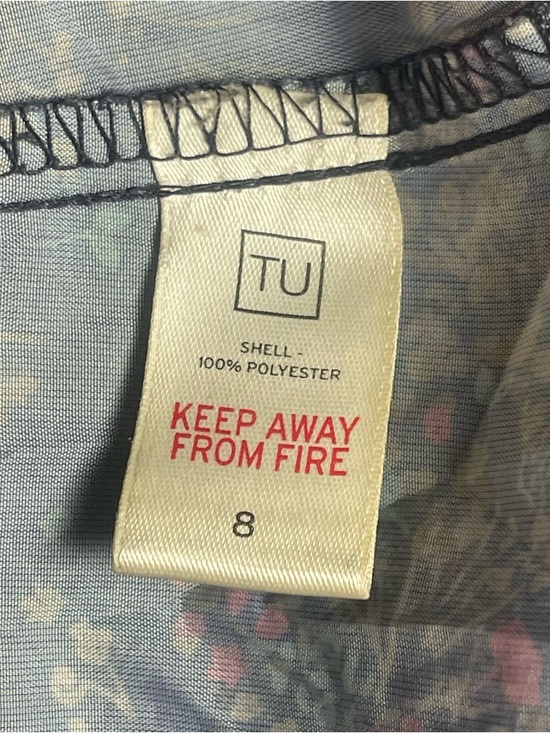 TU
SHELL -
100% POLYESTER
KEEP AWAY
FROM FIRE
8